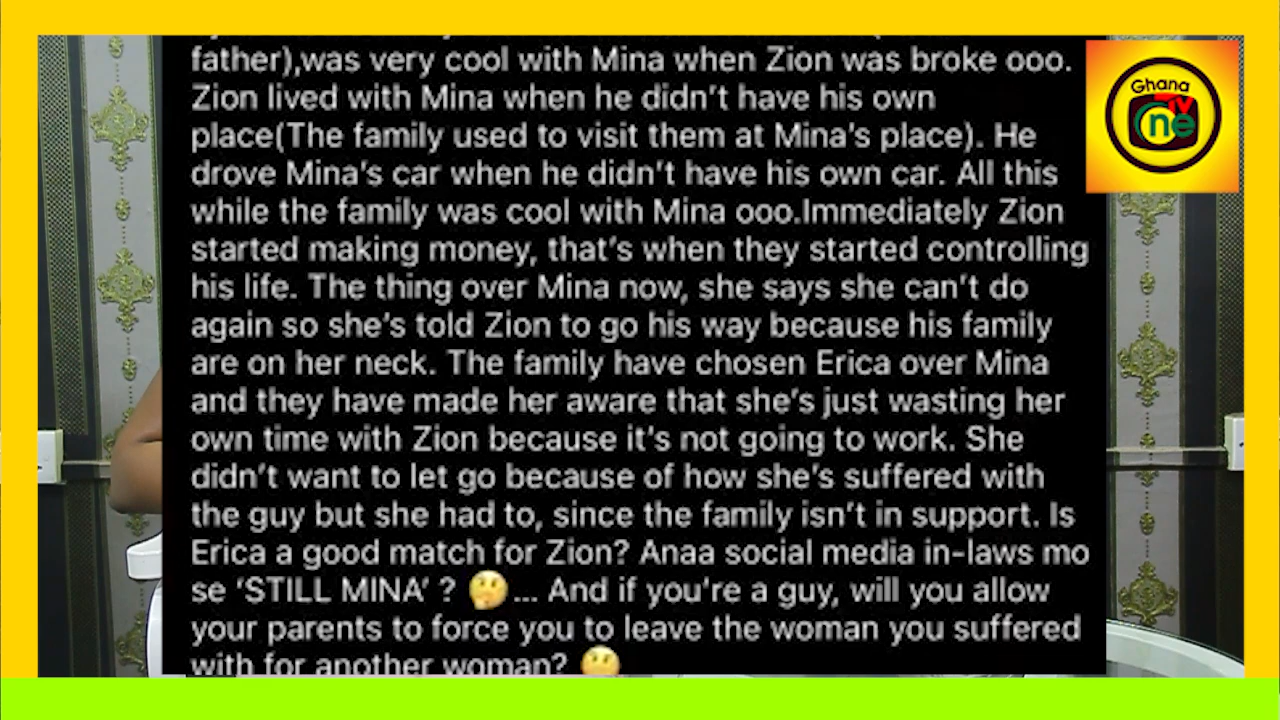 father),was very cool with Mina when Zion was broke ooo.
Zion lived with Mina when he didn't have his own
place(The family used to visit them at Mina's place). He
drove Mina's car when he didn't have his own car. All this
while the family was cool with Mina ooo.Immediately Zion
started making money, that's when they started controlling
his life. The thing over Mina now, she says she can't do
again so she's told Zion to go his way because his family
are on her neck. The family have chosen Erica over Mina
and they have made her aware that she's just wasting her
own time with Zion because it's not going to work. She
didn't want to let go because of how she's suffered with
the guy but she had to, since the family isn't in support. Is
Erica a good match for Zion? Anaa social media in-laws mo
se ‘STILL MINA’ ? 🤔... And if you're a guy, will you allow
your parents to force you to leave the woman you suffered
with for another woman? 🤔
Ghana
TV
One